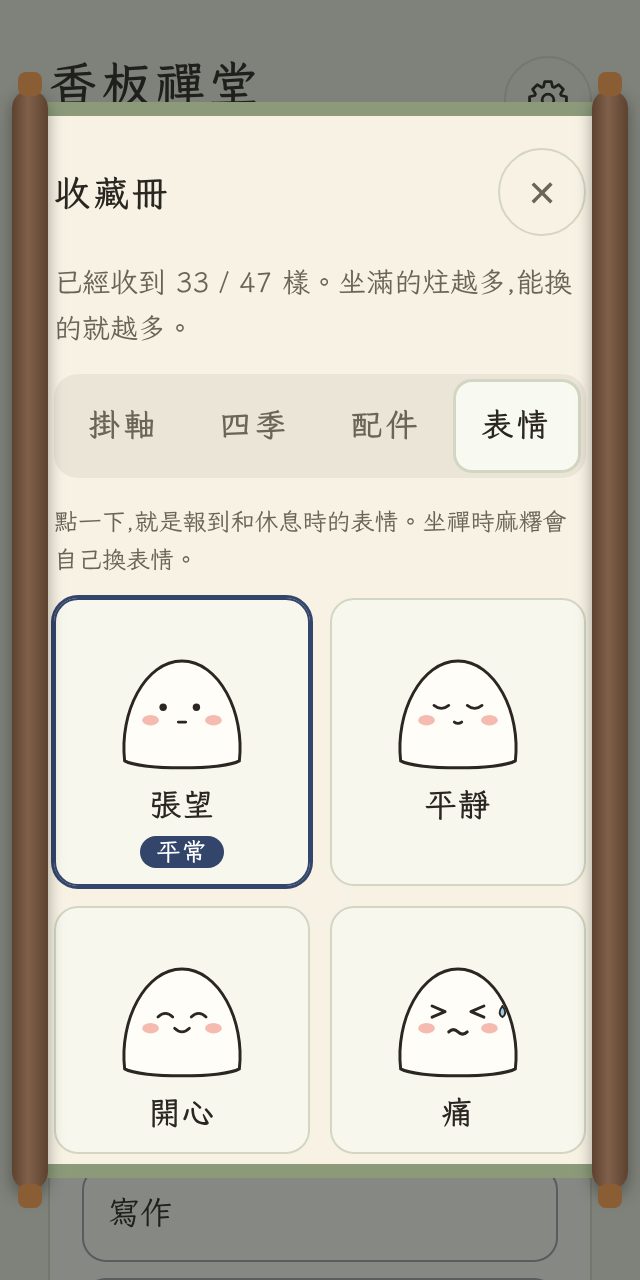 香板禪堂
收藏冊
已經收到 33 / 47 樣。坐滿的炷越多,能換
的就越多。
掛軸 四季 配件 表情
點一下,就是報到和休息時的表情。坐禪時麻糬會
自己換表情。
張望 平靜
平常
開心 痛
寫作